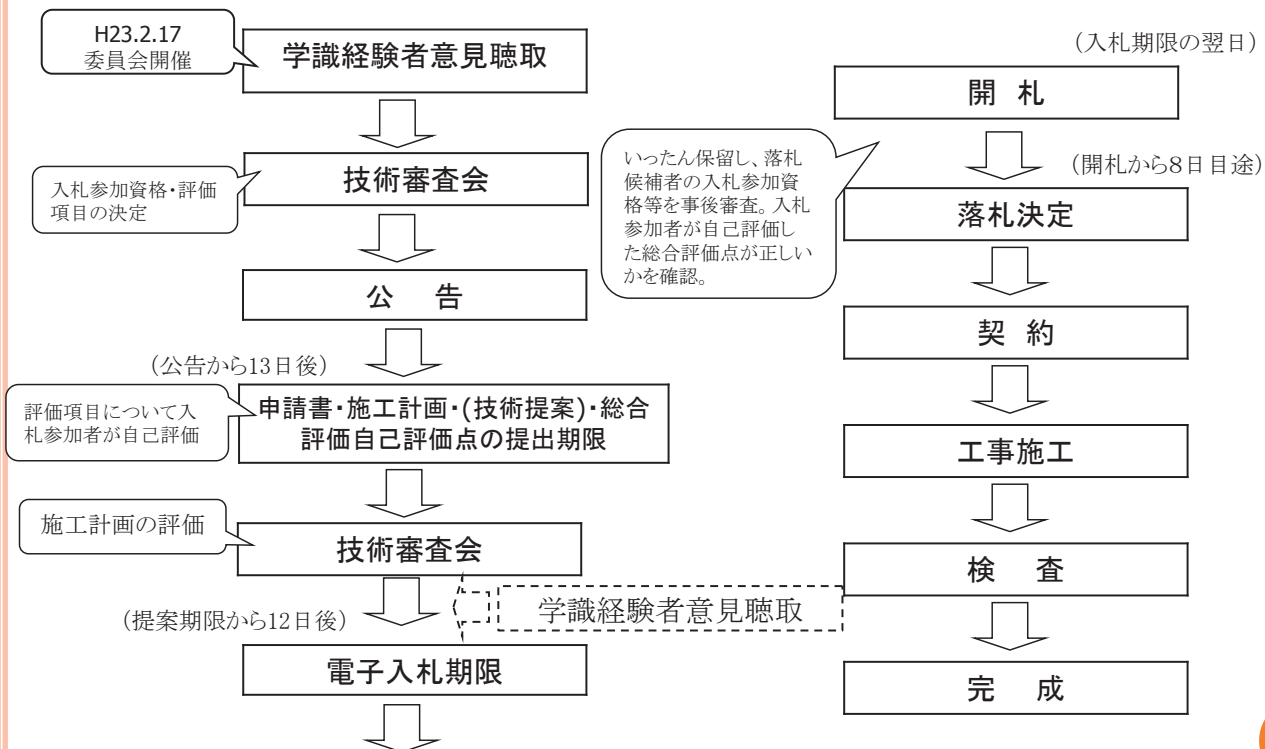 H23.2.17
委員会開催
学識経験者意見聴取
入札参加資格・評価
項目の決定
技術審査会
公　告
(公告から13日後)
評価項目について入
札参加者が自己評価
申請書・施工計画・(技術提案)・総合
評価自己評価点の提出期限
施工計画の評価
技術審査会
(提案期限から12日後)
学識経験者意見聴取
電子入札期限
(入札期限の翌日)
開 札
いったん保留し、落札
候補者の入札参加資
格等を事後審査。入札
参加者が自己評価し
た総合評価点が正しい
かを確認。
(開札から8日目途)
落札決定
契 約
工事施工
検　査
完　成